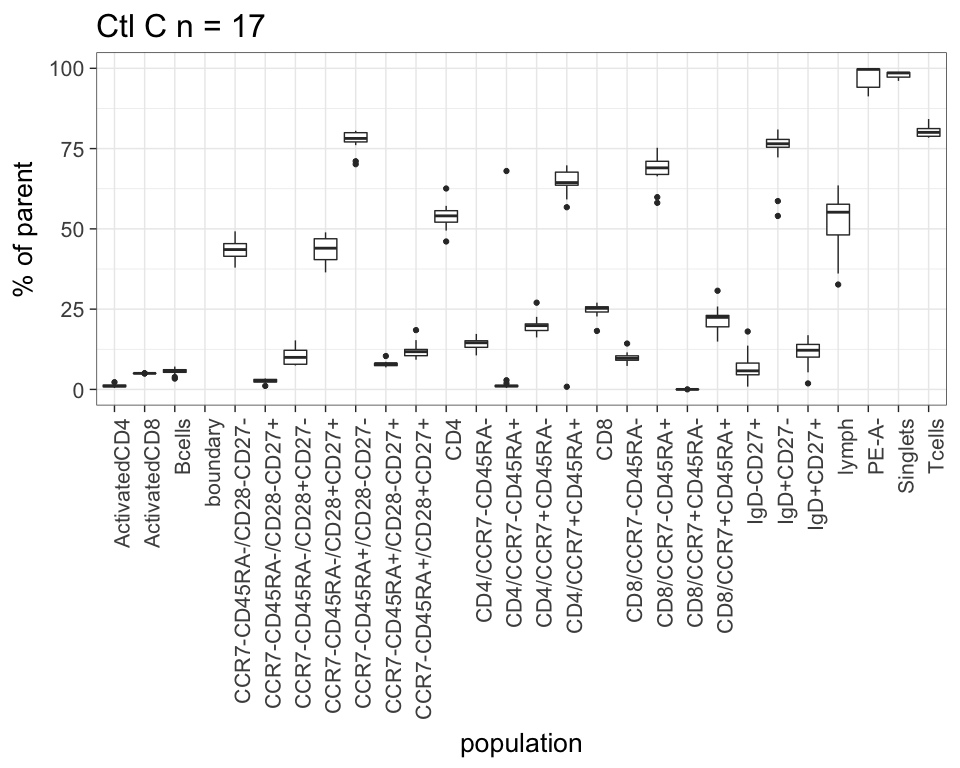 Ctl C n = 17
% of parent
100
75
50
25
0
ActivatedCD4
ActivatedCD8
Bcells
boundary
CCR7-CD45RA-/CD28-CD27-
CCR7-CD45RA-/CD28-CD27+
CCR7-CD45RA-/CD28+CD27-
CCR7-CD45RA-/CD28+CD27+
CCR7-CD45RA+/CD28-CD27-
CCR7-CD45RA+/CD28-CD27+
CCR7-CD45RA+/CD28+CD27+
CD4
CD4/CCR7-CD45RA-
CD4/CCR7-CD45RA+
CD4/CCR7+CD45RA-
CD4/CCR7+CD45RA+
CD8
CD8/CCR7-CD45RA-
CD8/CCR7-CD45RA+
CD8/CCR7+CD45RA-
CD8/CCR7+CD45RA+
IgD-CD27+
IgD+CD27-
IgD+CD27+
lymph
PE-A-
Singlets
Tcells
population